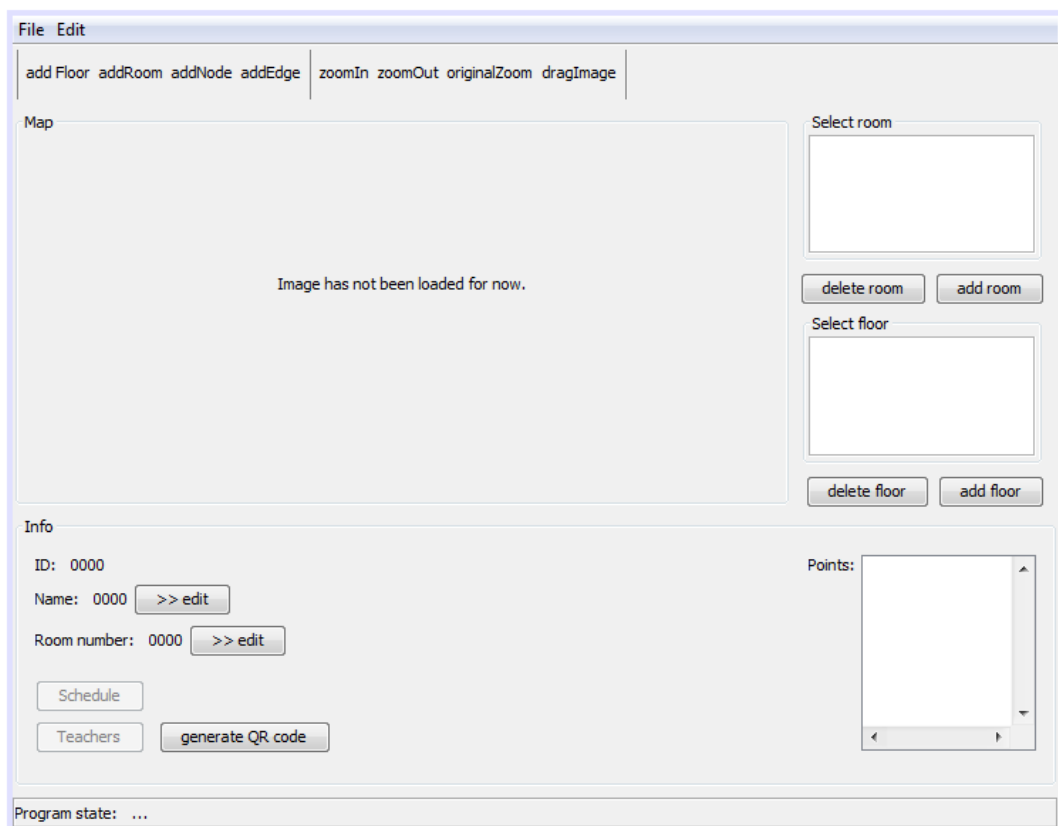 File Edit
add Floor addRoom addNode addEdge zoomIn zoomOut originalZoom dragImage
Map
Image has not been loaded for now.
Select room
delete room add room
Select floor
delete floor add floor
Info
ID: 0000
Name: 0000 >> edit
Room number: 0000 >> edit
Schedule
Teachers generate QR code
Points:
Program state: ...